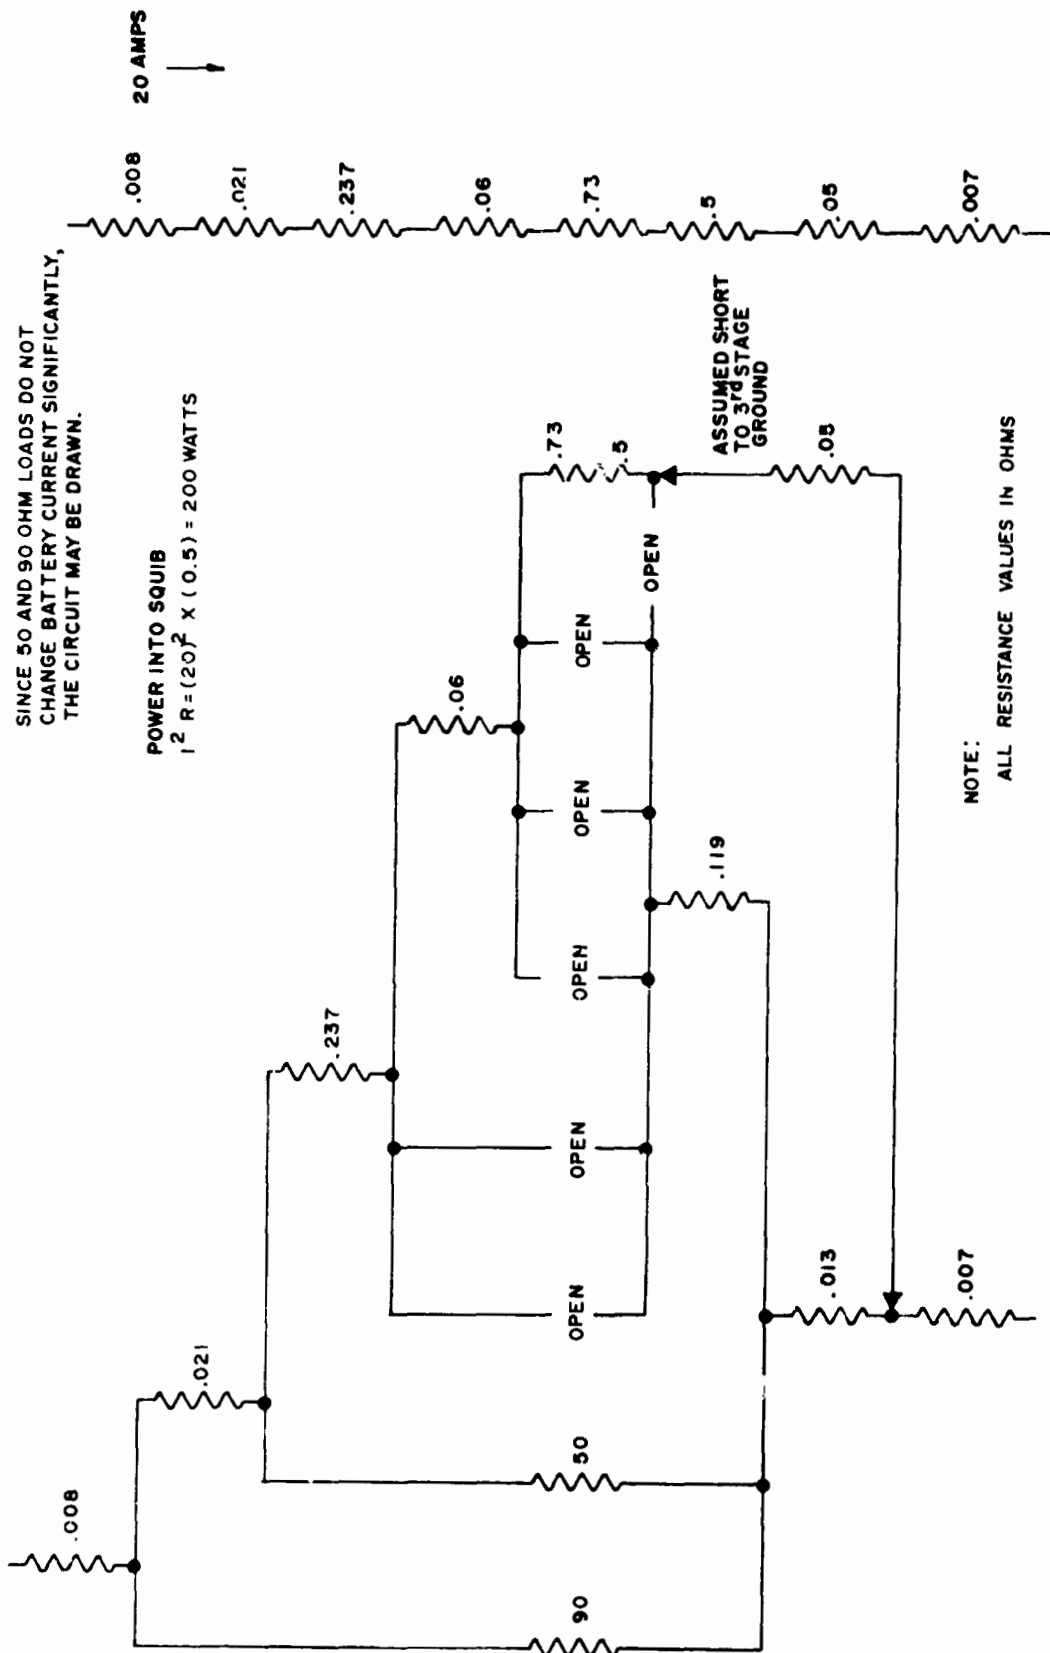 SINCE 50 AND 90 OHM LOADS DO NOT
CHANGE BATTERY CURRENT SIGNIFICANTLY,
THE CIRCUIT MAY BE DRAWN.
20 AMPS
POWER INTO SQUIB
I² R = (20)² X (0.5) = 200 WATTS
.008
.021
.237
.06
.73
.5
.05
.007
.008
.021
.237
.06
.73
.5
90
50
OPEN
OPEN
OPEN
OPEN
OPEN
OPEN
ASSUMED SHORT
TO 3rd STAGE
GROUND
.119
.05
.013
.007
NOTE:
ALL RESISTANCE VALUES IN OHMS